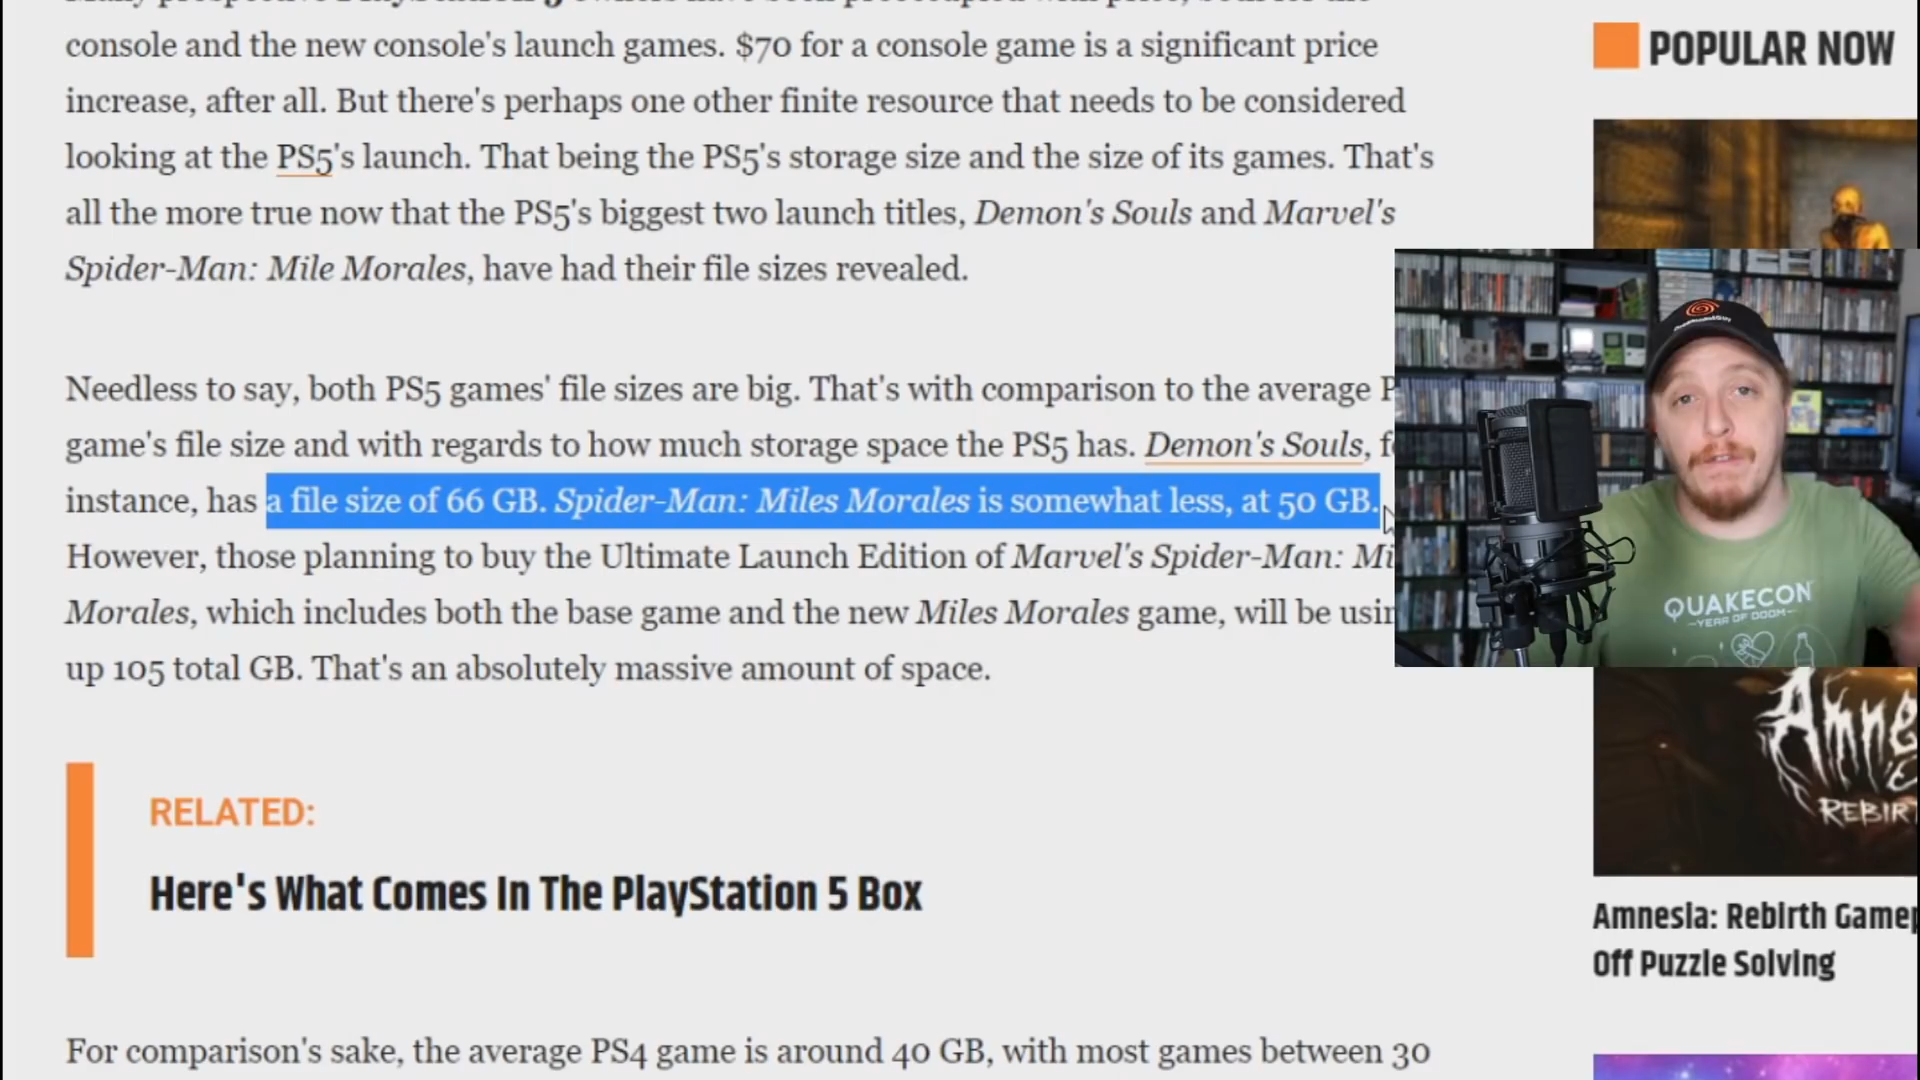 console and the new console's launch games. $70 for a console game is a significant price
increase, after all. But there's perhaps one other finite resource that needs to be considered
looking at the PS5's launch. That being the PS5's storage size and the size of its games. That's
all the more true now that the PS5's biggest two launch titles, Demon's Souls and Marvel's
Spider-Man: Mile Morales, have had their file sizes revealed.
Needless to say, both PS5 games' file sizes are big. That's with comparison to the average
game's file size and with regards to how much storage space the PS5 has. Demon's Souls,
instance, has a file size of 66 GB. Spider-Man: Miles Morales is somewhat less, at 50 GB.
However, those planning to buy the Ultimate Launch Edition of Marvel's Spider-Man: Mi
Morales, which includes both the base game and the new Miles Morales game, will be usin
up 105 total GB. That's an absolutely massive amount of space.
RELATED:
Here's What Comes In The PlayStation 5 Box
For comparison's sake, the average PS4 game is around 40 GB, with most games between 30
POPULAR NOW
QUAKECON
YEAR OF DOOM
Amne
REBIRT
Amnesia: Rebirth Gamep
Off Puzzle Solving